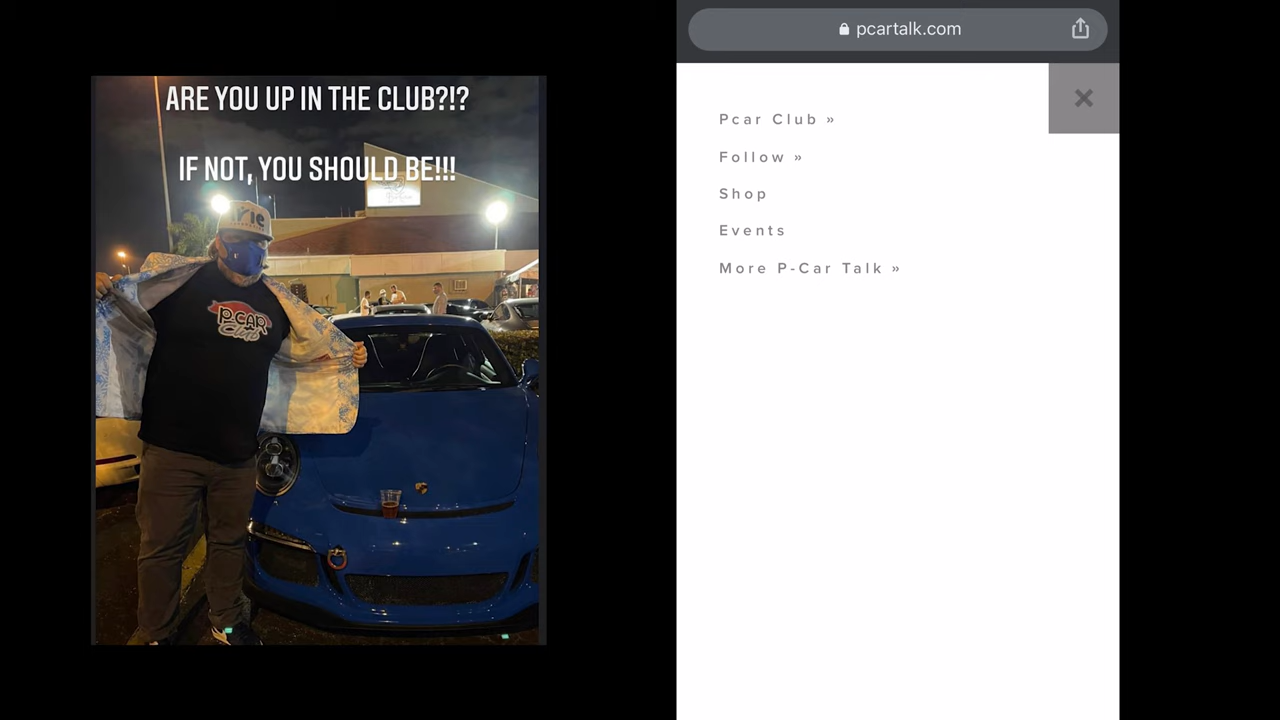 ARE YOU UP IN THE CLUB?!?
IF NOT, YOU SHOULD BE!!!
PCAR
Club
pcartalk.com
Pcar Club »
Follow »
Shop
Events
More P-Car Talk »